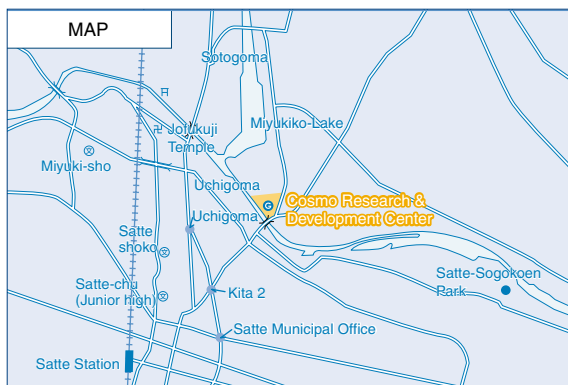 MAP
Sotogoma
Jofukuji
Temple
Miyukiko-Lake
Miyuki-sho
Uchigoma
G
Cosmo Research &
Development Center
Uchigoma
Satte
shoko
Satte-Sogokoen
Park
Satte-chu
(Junior high)
Kita 2
Satte Municipal Office
Satte Station